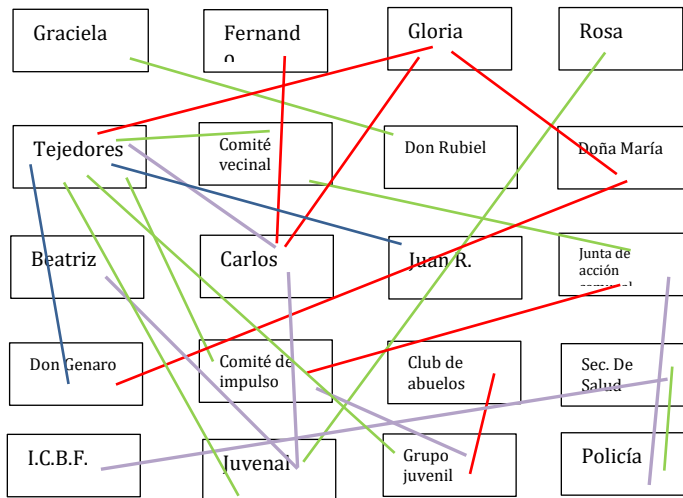 Graciela
Fernand
o
Gloria
Rosa
Tejedores
Comité
vecinal
Don Rubiel
Doña María
Beatriz
Carlos
Juan R.
Junta de
acción
comunal
Don Genaro
Comité de
impulso
Club de
abuelos
Sec. De
Salud
I.C.B.F.
Juvenal
Grupo
juvenil
Policía